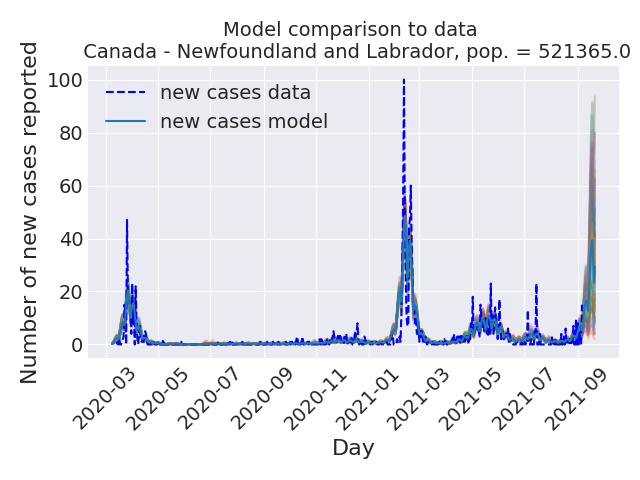 Model comparison to data
Canada - Newfoundland and Labrador, pop. = 521365.0
Number of new cases reported
100
80
60
40
20
0
new cases data
new cases model
2020-03
2020-05
2020-07
2020-09
2020-11
2021-01
2021-03
2021-05
2021-07
2021-09
Day